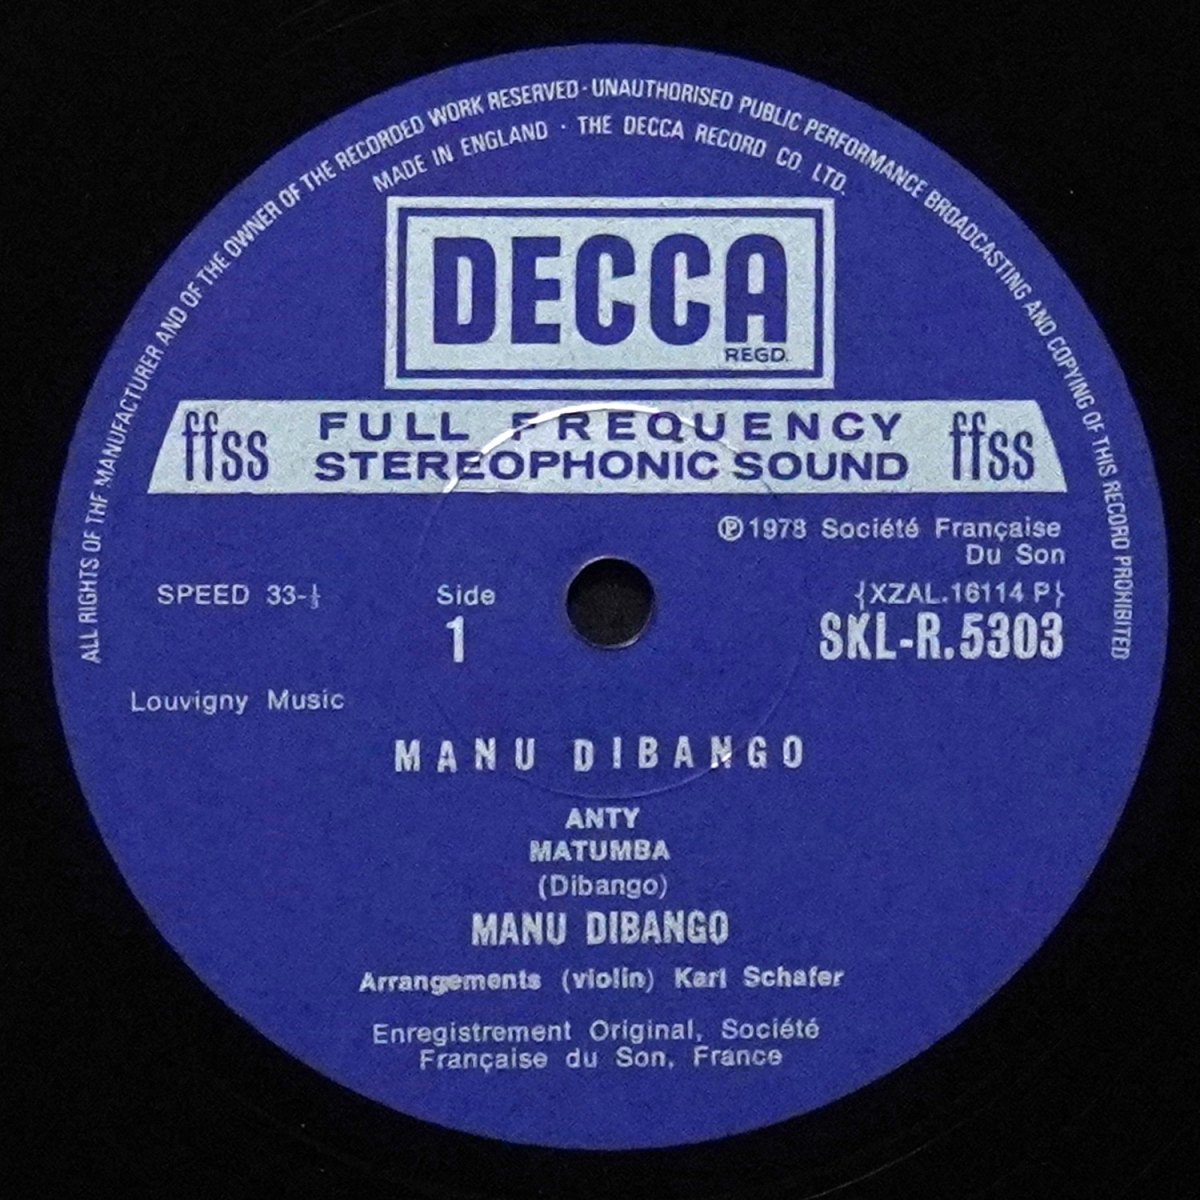 ALL RIGHTS OF THE MANUFACTURER AND OF THE OWNER OF THE RECORDED WORK RESERVED · UNAUTHORISED PUBLIC PERFORMANCE BROADCASTING AND COPYING OF THIS RECORD PROHIBITED
MADE IN ENGLAND · THE DECCA RECORD CO. LTD.
DECCA
REGD.
ffss FULL FREQUENCY ffss
STEREOPHONIC SOUND
℗ 1978 Société Française
Du Son
SPEED 33-⅓ Side {XZAL.16114 P}
1 SKL-R.5303
Louvigny Music
MANU DIBANGO
ANTY
MATUMBA
(Dibango)
MANU DIBANGO
Arrangements (violin) Karl Schafer
Enregistrement Original, Société
Française du Son, France